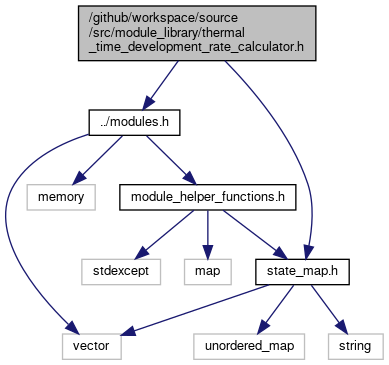 /github/workspace/source
/src/module_library/thermal
_time_development_rate_calculator.h
../modules.h
memory
module_helper_functions.h
stdexcept
map
state_map.h
vector
unordered_map
string